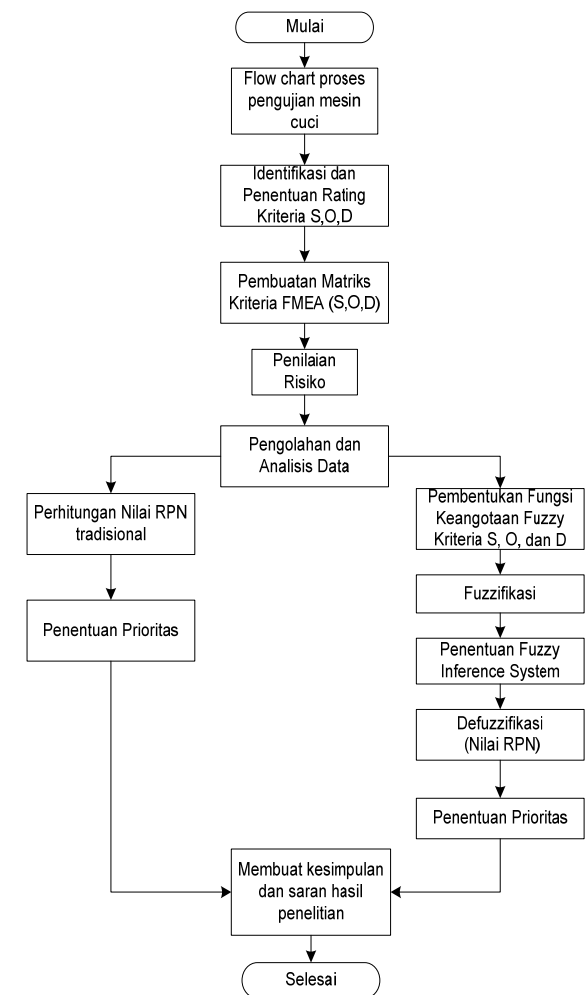 Mulai
Flow chart proses
pengujian mesin
cuci
Identifikasi dan
Penentuan Rating
Kriteria S,O,D
Pembuatan Matriks
Kriteria FMEA (S,O,D)
Penilaian
Risiko
Pengolahan dan
Analisis Data
Perhitungan Nilai RPN
tradisional
Penentuan Prioritas
Pembentukan Fungsi
Keangotaan Fuzzy
Kriteria S, O, dan D
Fuzzifikasi
Penentuan Fuzzy
Inference System
Defuzzifikasi
(Nilai RPN)
Penentuan Prioritas
Membuat kesimpulan
dan saran hasil
penelitian
Selesai